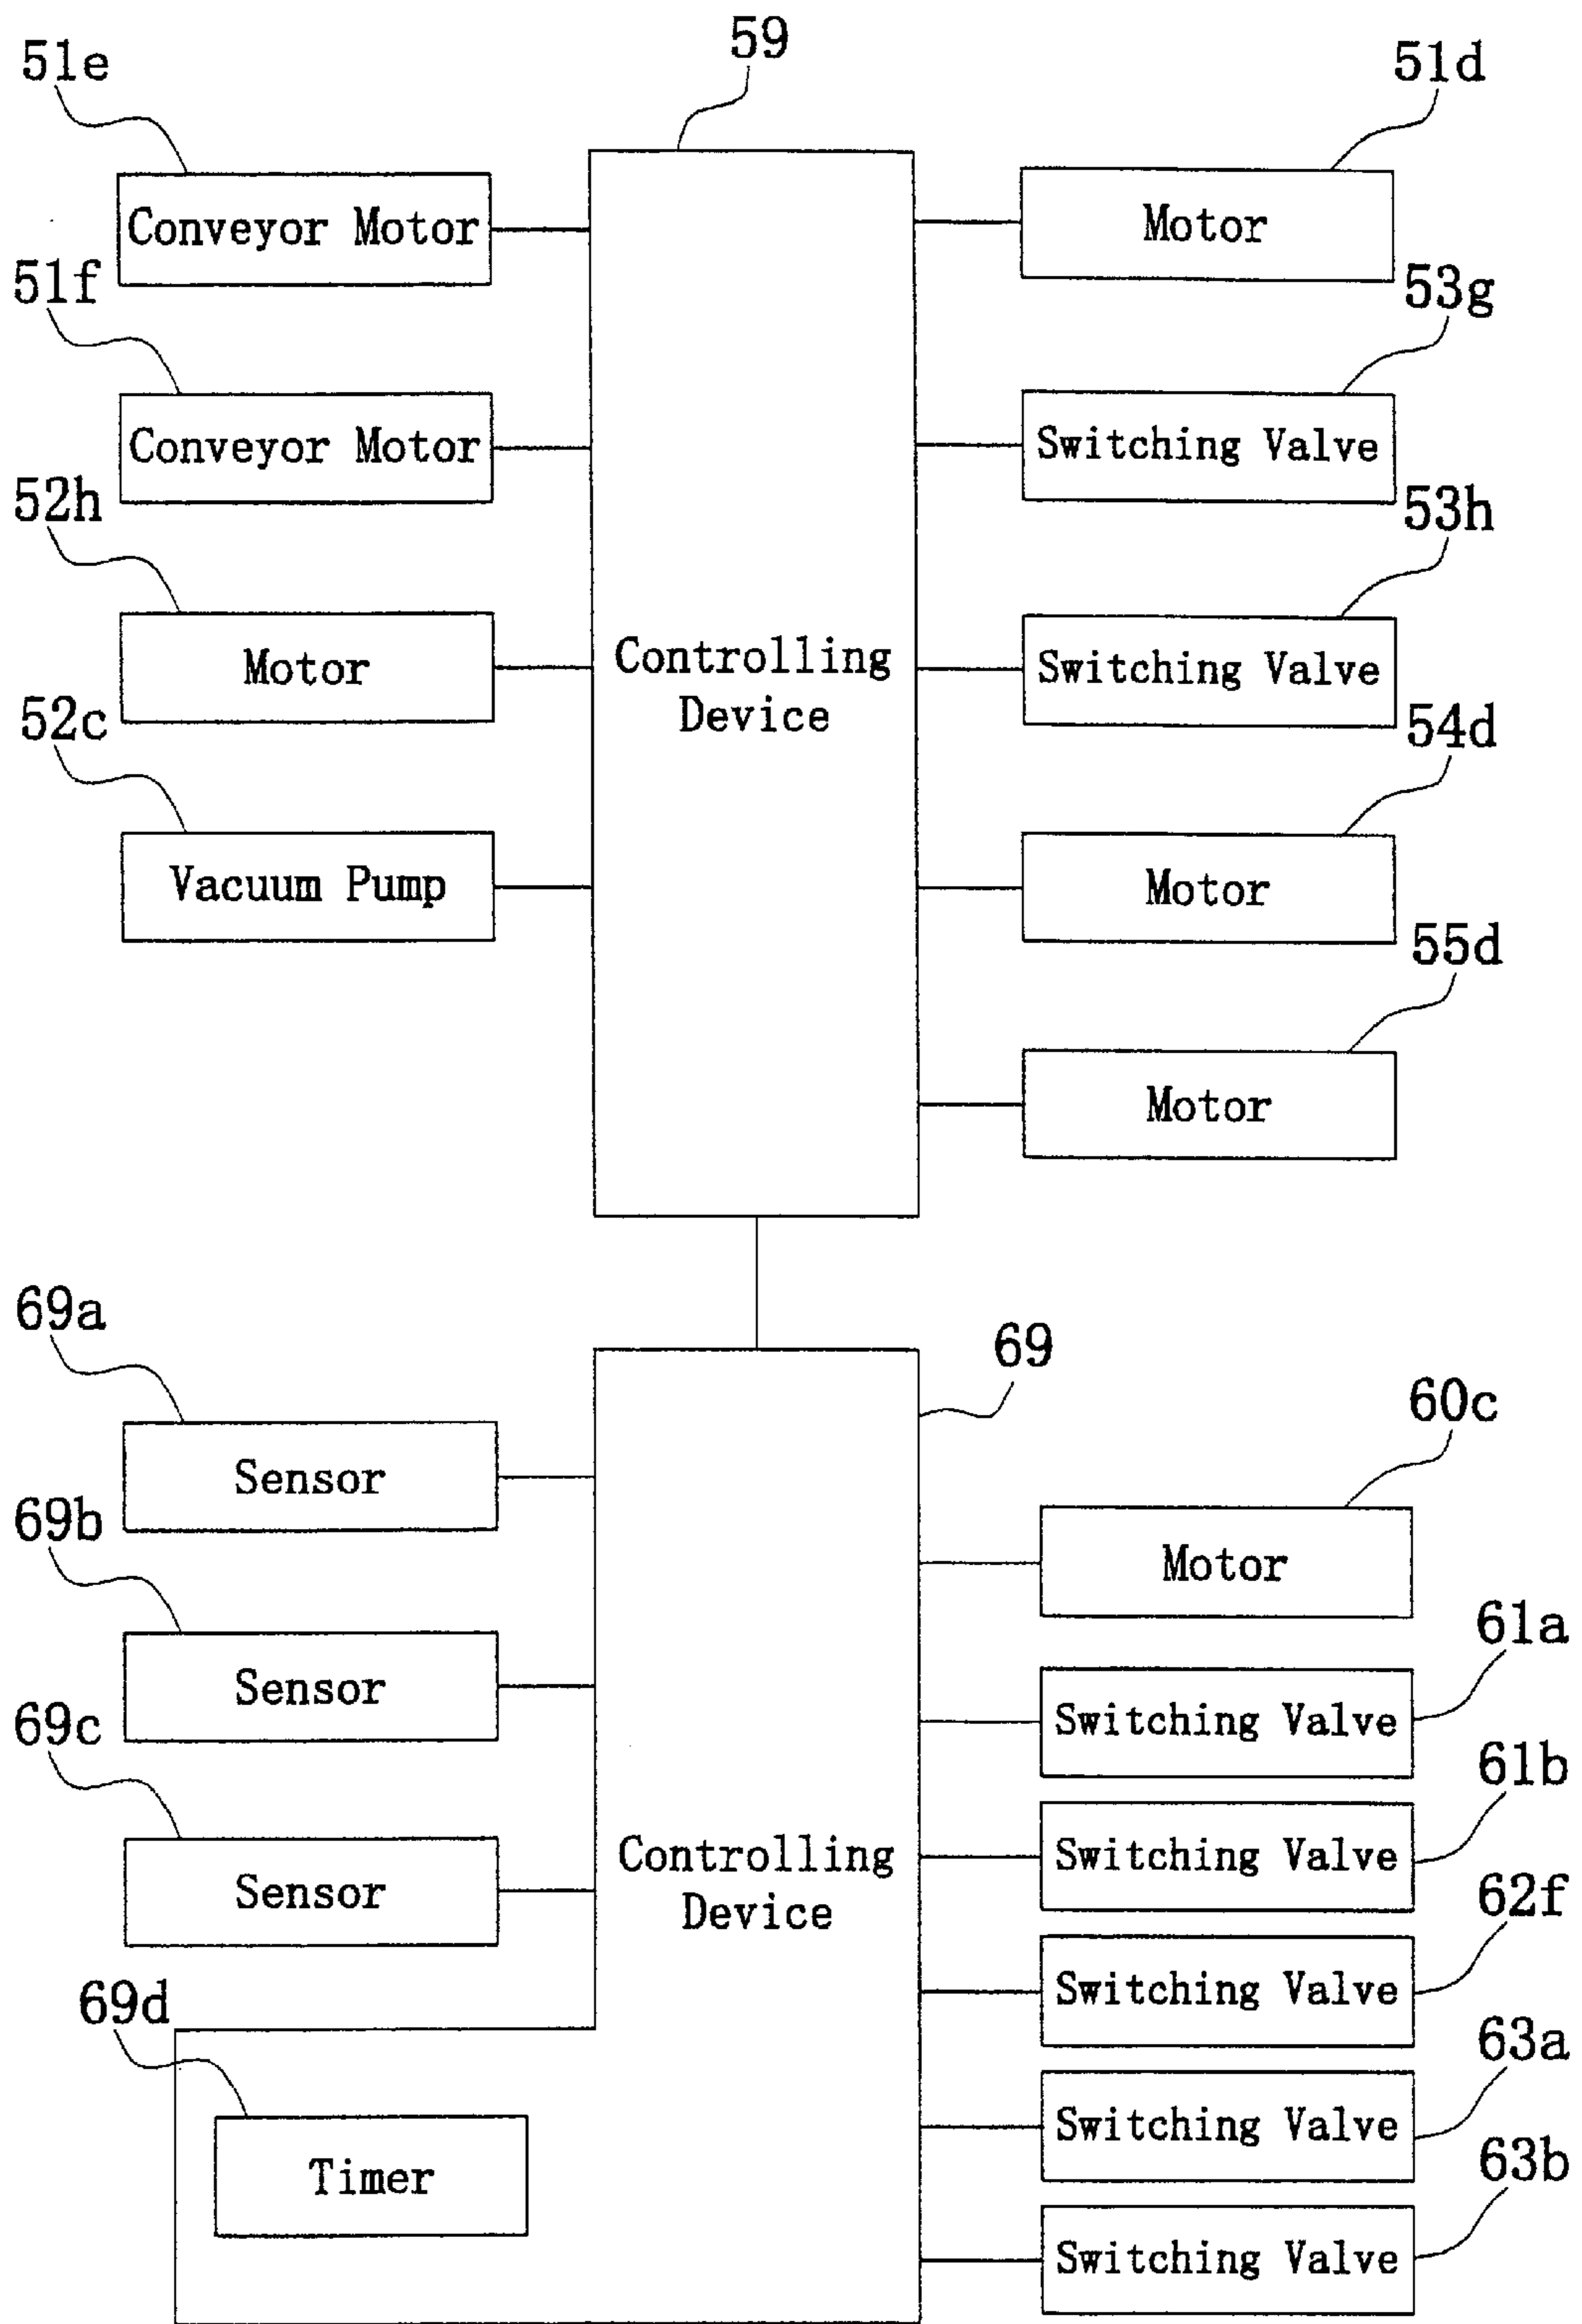 59
51e
51d
Conveyor Motor
Motor
51f
53g
Conveyor Motor
Switching Valve
52h
53h
Motor
Controlling
Device
Switching Valve
52c
54d
Vacuum Pump
Motor
55d
Motor
69a
69
60c
Sensor
Motor
69b
61a
Sensor
Switching Valve
69c
61b
Sensor
Controlling
Device
Switching Valve
62f
Switching Valve
69d
63a
Timer
Switching Valve
63b
Switching Valve